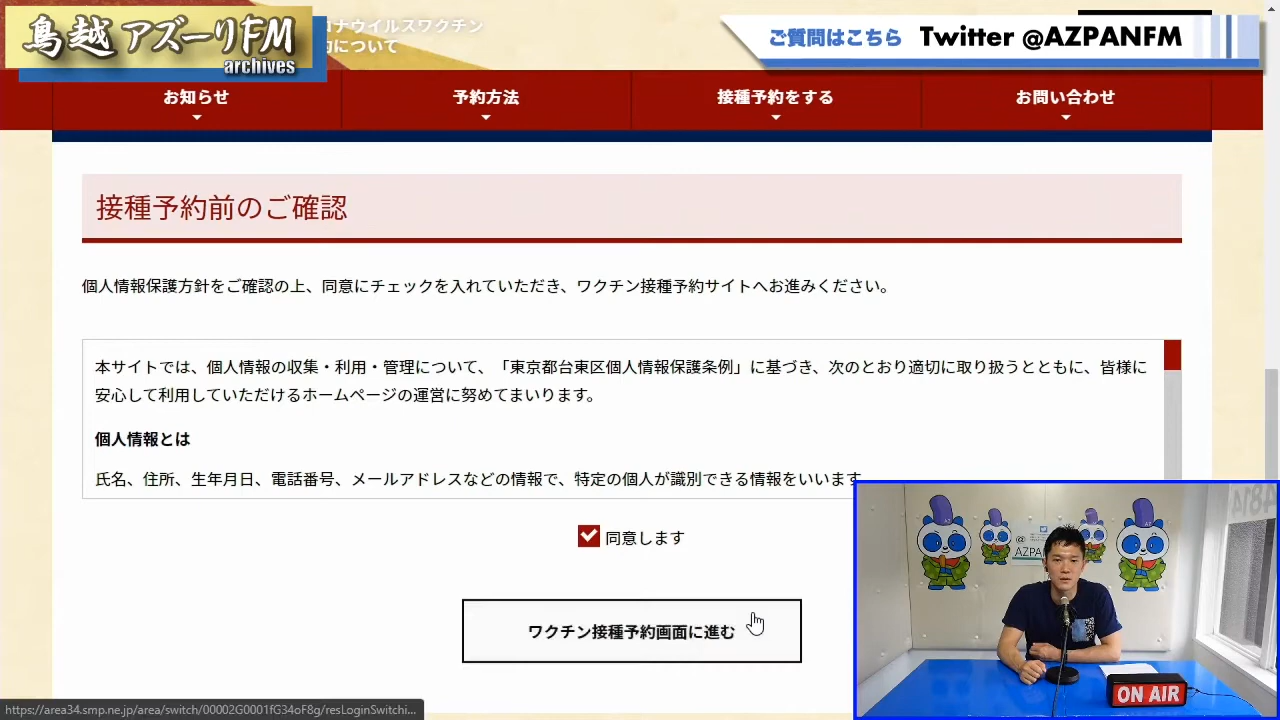 鳥越 アズーリFM
archives
コナウイルスワクチン
約について
ご質問はこちら Twitter @AZPANFM
お知らせ
予約方法
接種予約をする
お問い合わせ
接種予約前のご確認
個人情報保護方針をご確認の上、同意にチェックを入れていただき、ワクチン接種予約サイトへお進みください。
本サイトでは、個人情報の収集・利用・管理について、「東京都台東区個人情報保護条例」に基づき、次のとおり適切に取り扱うとともに、皆様に
安心して利用していただけるホームページの運営に努めてまいります。
個人情報とは
氏名、住所、生年月日、電話番号、メールアドレスなどの情報で、特定の個人が識別できる情報をいいます
同意します
ワクチン接種予約画面に進む
@
AZPA
ON AIR
https://area34.smp.ne.jp/area/switch/00002G0001fG34oF8g/resLoginSwitchi...